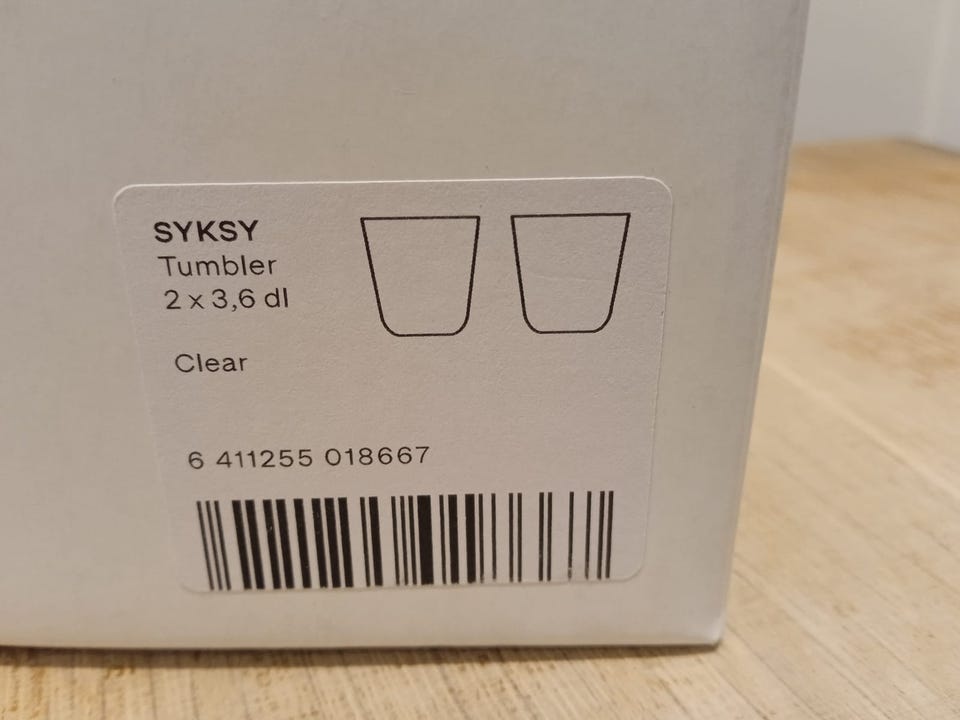 SYKSY
Tumbler
2 x 3,6 dl
Clear
6 411255 018667